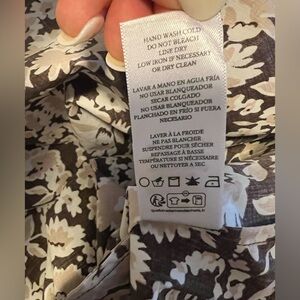 HAND WASH COLD
DO NOT BLEACH
LINE DRY
LOW IRON IF NECESSARY
OR DRY CLEAN
LAVAR A MANO EN AGUA FRÍA
NO USAR BLANQUEADOR
SECAR COLGADO
NO USAR BLANQUEADOR
PLANCHADO EN FRÍO SI FUERA
NECESARIO
LAVER À LA FROIDE
NE PAS BLANCHIR
SUSPENDRE POUR SÉCHER
REPASSAGE À BASSE
TEMPÉRATURE SI NÉCESSAIRE
OU NETTOYER À SEC